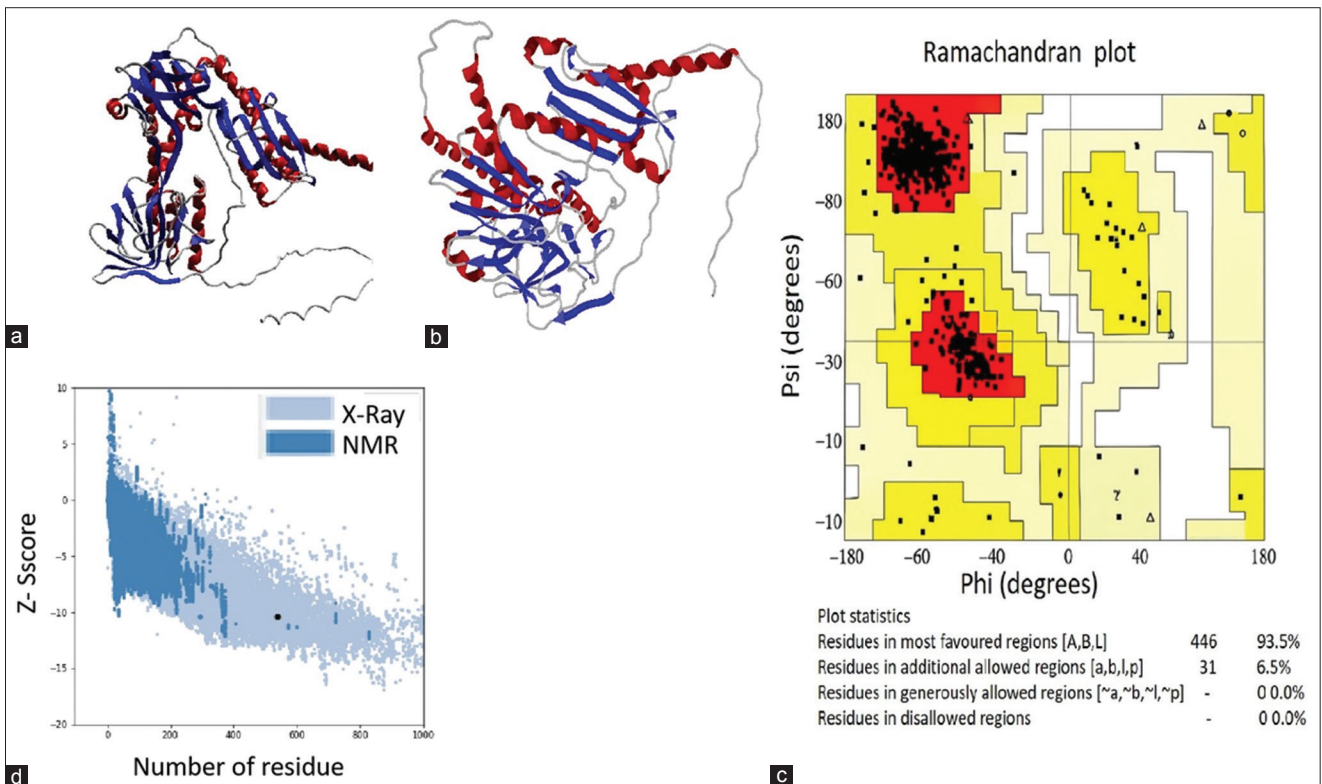 a
b
Ramachandran plot
180
-80
-60
-30
-10
-10
Psi (degrees)
-180 -60 -40 0 40 180
Phi (degrees)
Plot statistics
Residues in most favoured regions [A,B,L] 446 93.5%
Residues in additional allowed regions [a,b,l,p] 31 6.5%
Residues in generously allowed regions [~a,~b,~l,~p] - 0 0.0%
Residues in disallowed regions - 0 0.0%
c
10
5
0
-5
-10
-15
-20
Z- Sscore
X-Ray
NMR
0 200 400 600 800 1000
Number of residue
d